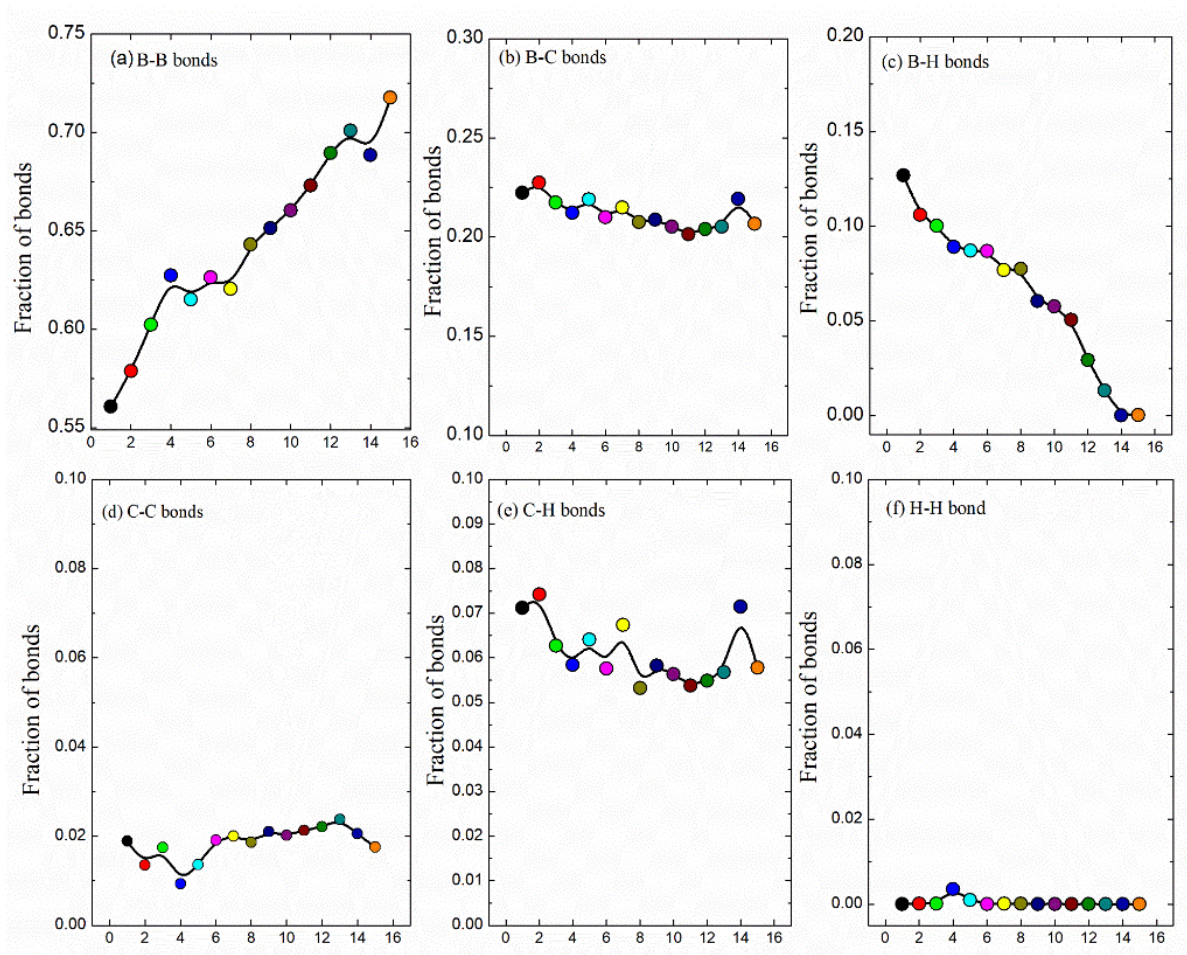 (a) B-B bonds
Fraction of bonds
0.75
0.70
0.65
0.60
0.55
0 2 4 6 8 10 12 14 16
(b) B-C bonds
Fraction of bonds
0.30
0.25
0.20
0.15
0.10
0 2 4 6 8 10 12 14 16
(c) B-H bonds
Fraction of bonds
0.20
0.15
0.10
0.05
0.00
0 2 4 6 8 10 12 14 16
(d) C-C bonds
Fraction of bonds
0.10
0.08
0.06
0.04
0.02
0.00
0 2 4 6 8 10 12 14 16
(e) C-H bonds
Fraction of bonds
0.10
0.09
0.08
0.07
0.06
0.05
0.04
0.03
0.02
0.01
0.00
0 2 4 6 8 10 12 14 16
(f) H-H bond
Fraction of bonds
0.10
0.08
0.06
0.04
0.02
0.00
0 2 4 6 8 10 12 14 16